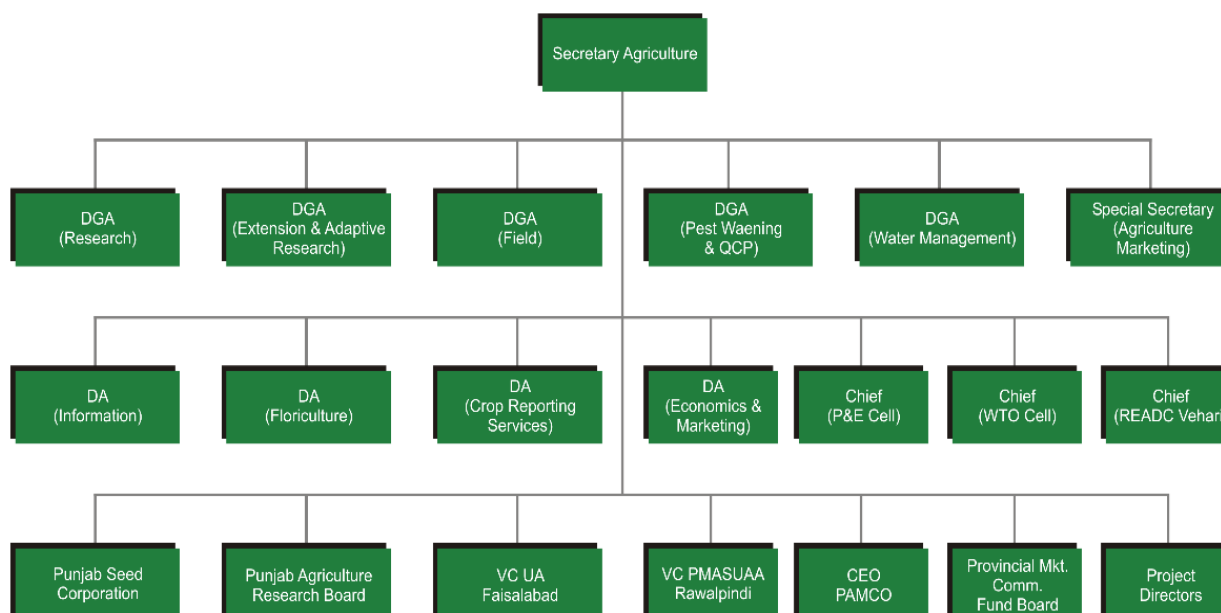 Secretary Agriculture
DGA
(Research)
DGA
(Extension & Adaptive
Research)
DGA
(Field)
DGA
(Pest Waening
& QCP)
DGA
(Water Management)
Special Secretary
(Agriculture
Marketing)
DA
(Information)
DA
(Floriculture)
DA
(Crop Reporting
Services)
DA
(Economics &
Marketing)
Chief
(P&E Cell)
Chief
(WTO Cell)
Chief
(READC Vehari
Punjab Seed
Corporation
Punjab Agriculture
Research Board
VC UA
Faisalabad
VC PMASUAA
Rawalpindi
CEO
PAMCO
Provincial Mkt.
Comm.
Fund Board
Project
Directors